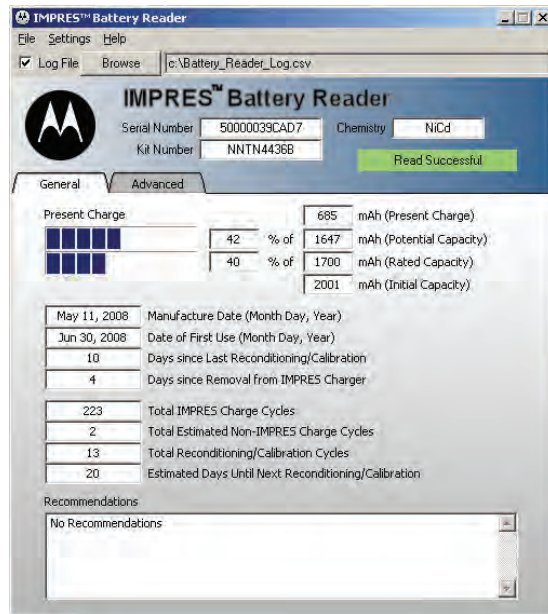 IMPRES™ Battery Reader
File Settings Help
Log File Browse c:\Battery_Reader_Log.csv
IMPRES™ Battery Reader
Serial Number 50000039CAD7 Chemistry NiCd
Kit Number NNTN4436B
Read Successful
General Advanced
Present Charge
685 mAh (Present Charge)
42 % of 1647 mAh (Potential Capacity)
40 % of 1700 mAh (Rated Capacity)
2001 mAh (Initial Capacity)
May 11, 2008 Manufacture Date (Month Day, Year)
Jun 30, 2008 Date of First Use (Month Day, Year)
10 Days since Last Reconditioning/Calibration
4 Days since Removal from IMPRES Charger
223 Total IMPRES Charge Cycles
2 Total Estimated Non-IMPRES Charge Cycles
13 Total Reconditioning/Calibration Cycles
20 Estimated Days Until Next Reconditioning/Calibration
Recommendations
No Recommendations